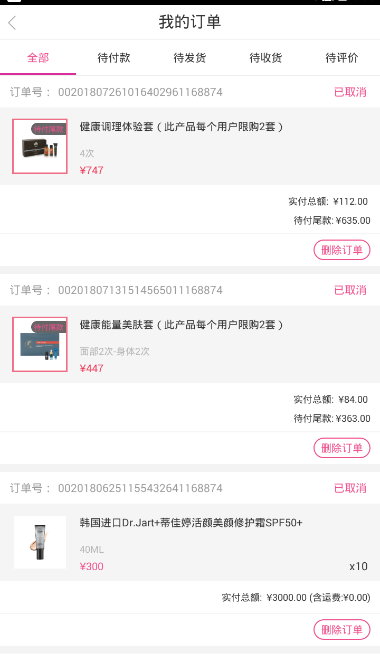 我的订单
全部 待付款 待发货 待收货 待评价
订单号： 00201807261016402961168874 已取消
待付尾款
健康调理体验套（此产品每个用户限购2套）
4次
¥747
实付总额: ¥112.00
待付尾款: ¥635.00
删除订单
订单号： 00201807131514565011168874 已取消
待付尾款
健康能量美肤套（此产品每个用户限购2套）
面部2次-身体2次
¥447
实付总额: ¥84.00
待付尾款: ¥363.00
删除订单
订单号： 00201806251155432641168874 已取消
韩国进口Dr.Jart+蒂佳婷活颜美颜修护霜SPF50+
40ML
¥300 x10
实付总额: ¥3000.00 (含运费:¥0.00)
删除订单